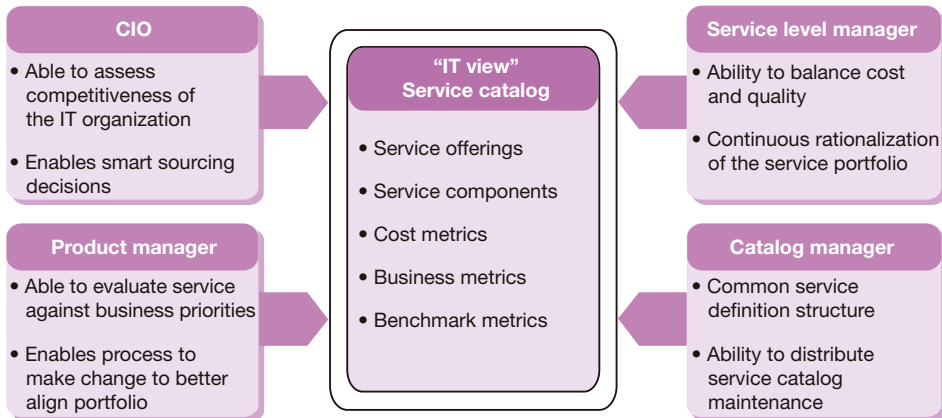 CIO
• Able to assess
competitiveness of
the IT organization
• Enables smart sourcing
decisions
Product manager
• Able to evaluate service
against business priorities
• Enables process to
make change to better
align portfolio
“IT view”
Service catalog
• Service offerings
• Service components
• Cost metrics
• Business metrics
• Benchmark metrics
Service level manager
• Ability to balance cost
and quality
• Continuous rationalization
of the service portfolio
Catalog manager
• Common service
definition structure
• Ability to distribute
service catalog
maintenance